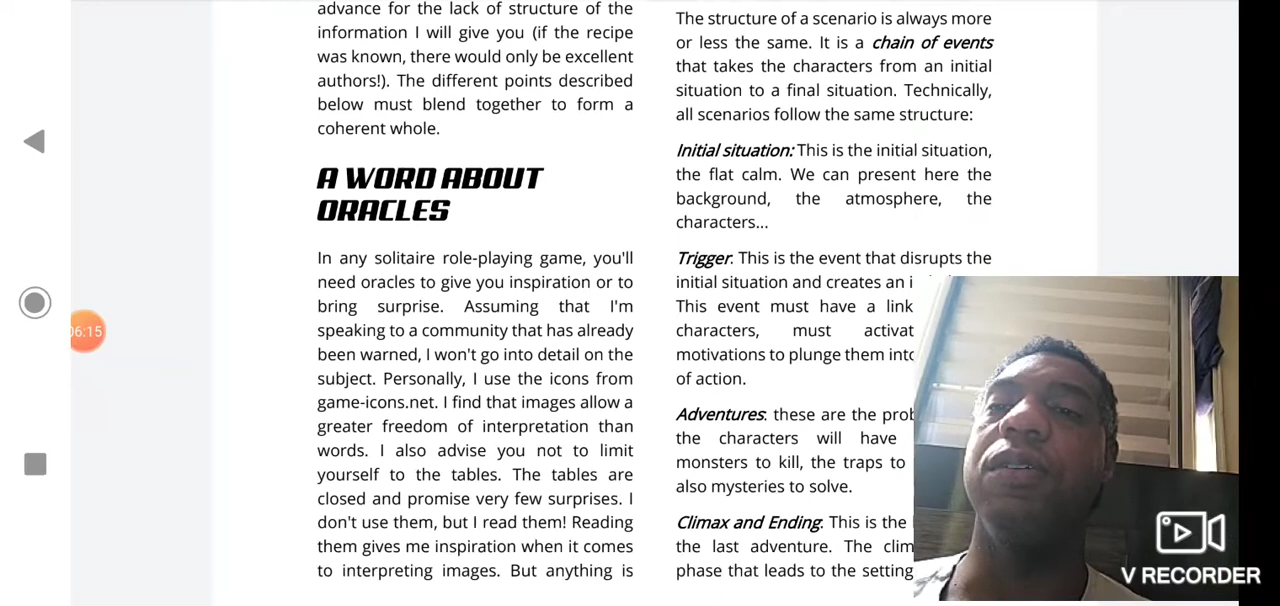 advance for the lack of structure of the
information I will give you (if the recipe
was known, there would only be excellent
authors!). The different points described
below must blend together to form a
coherent whole.
A WORD ABOUT
ORACLES
In any solitaire role-playing game, you'll
need oracles to give you inspiration or to
bring surprise. Assuming that I'm
speaking to a community that has already
been warned, I won't go into detail on the
subject. Personally, I use the icons from
game-icons.net. I find that images allow a
greater freedom of interpretation than
words. I also advise you not to limit
yourself to the tables. The tables are
closed and promise very few surprises. I
don't use them, but I read them! Reading
them gives me inspiration when it comes
to interpreting images. But anything is
The structure of a scenario is always more
or less the same. It is a chain of events
that takes the characters from an initial
situation to a final situation. Technically,
all scenarios follow the same structure:
Initial situation: This is the initial situation,
the flat calm. We can present here the
background, the atmosphere, the
characters...
Trigger. This is the event that disrupts the
initial situation and creates an
This event must have a link
characters, must
motivations to plunge them
of action.
Adventures: these are the
the characters will have
monsters to kill, the traps to
also mysteries to solve.
Climax and Ending: This is the
the last adventure. The
phase that leads to the setting
06:15
V RECORDER